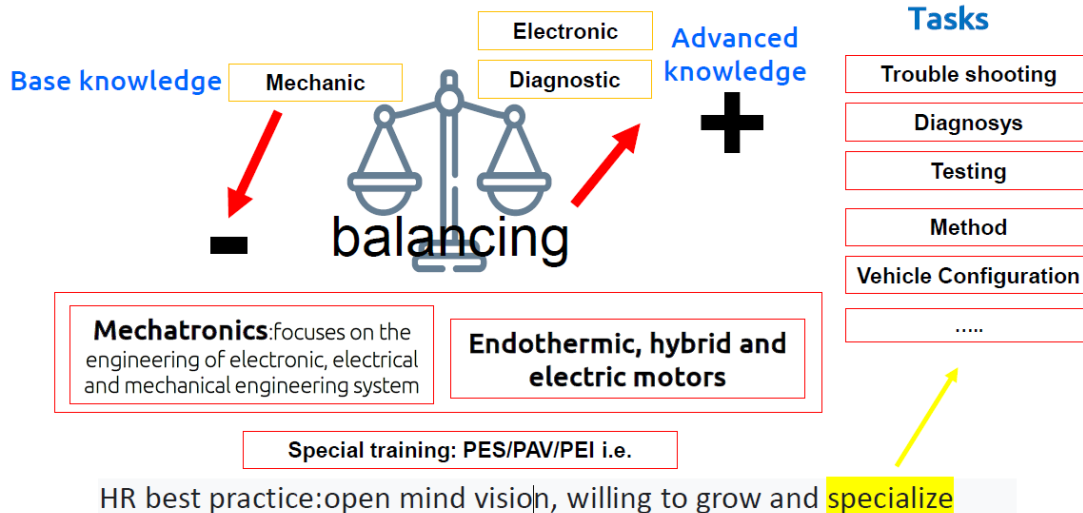 Tasks
Electronic
Advanced
knowledge
Base knowledge
Mechanic
Diagnostic
+
-
balancing
Trouble shooting
Diagnosys
Testing
Method
Vehicle Configuration
.....
Mechatronics:focuses on the
engineering of electronic, electrical
and mechanical engineering system
Endothermic, hybrid and
electric motors
Special training: PES/PAV/PEI i.e.
HR best practice:open mind vision, willing to grow and specialize